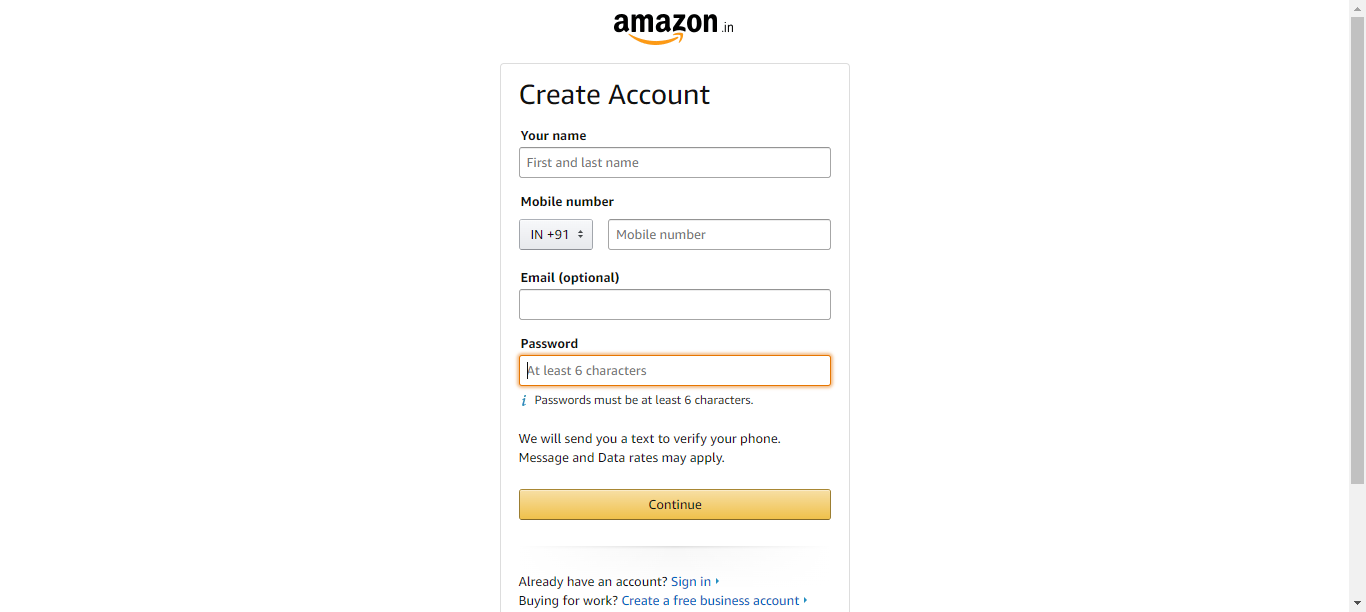 amazon.in
Create Account
Your name
First and last name
Mobile number
IN +91 Mobile number
Email (optional)
Password
At least 6 characters
i Passwords must be at least 6 characters.
We will send you a text to verify your phone.
Message and Data rates may apply.
Continue
Already have an account? Sign in
Buying for work? Create a free business account